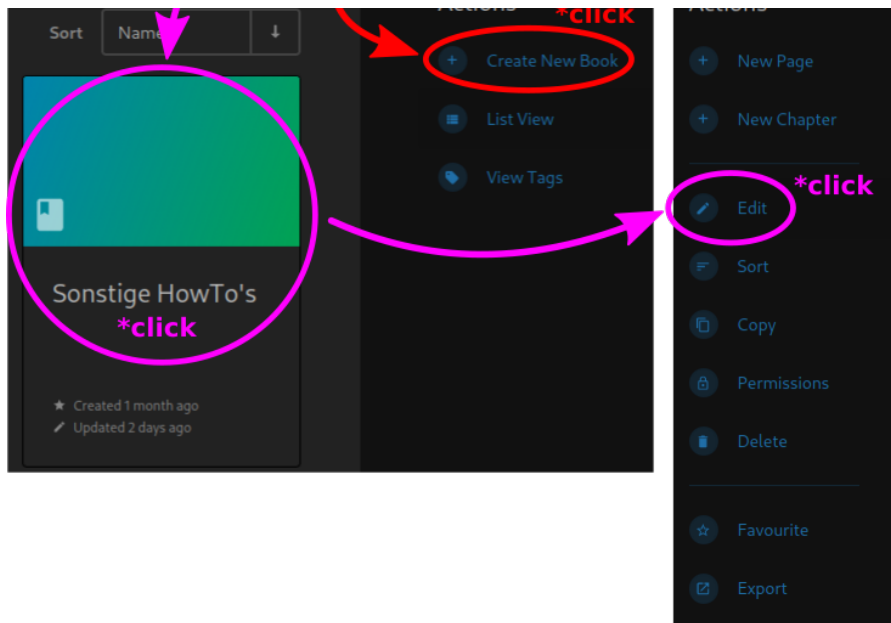 Actions
*click
Sort
Name
Create New Book
List View
View Tags
Sonstige HowTo's
*click
Created 1 month ago
Updated 2 days ago
Actions
New Page
New Chapter
*click
Edit
Sort
Copy
Permissions
Delete
Favourite
Export